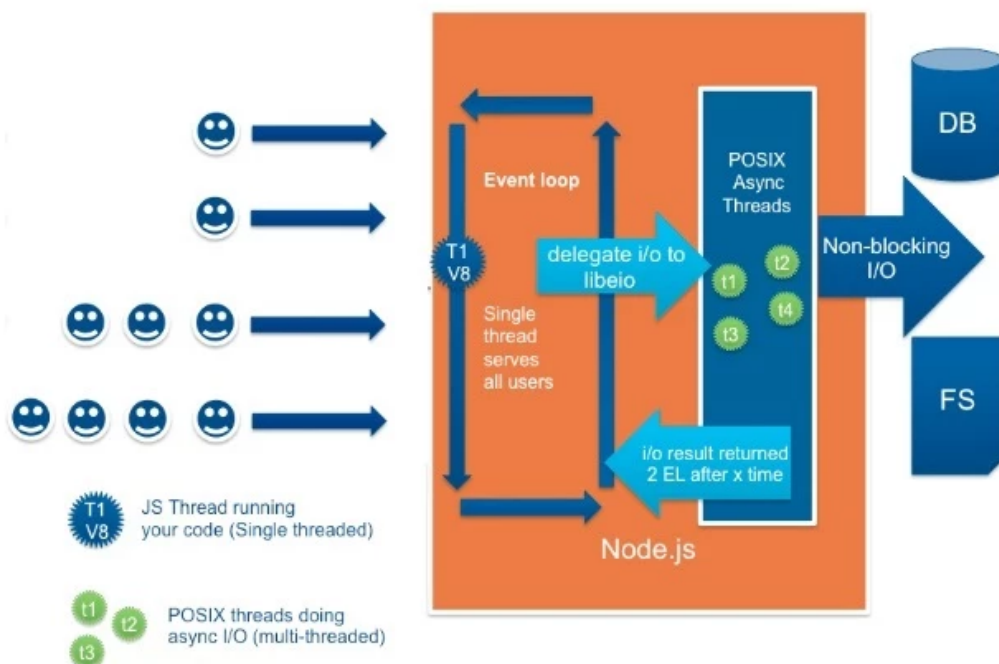 DB
POSIX
Async
Threads
Event loop
T1
V8
delegate i/o to
libeio
t1
t2
t3
t4
Non-blocking
I/O
Single
thread
serves
all users
FS
i/o result returned
2 EL after x time
Node.js
T1
V8
JS Thread running
your code (Single threaded)
t1
t2
t3
POSIX threads doing
async I/O (multi-threaded)